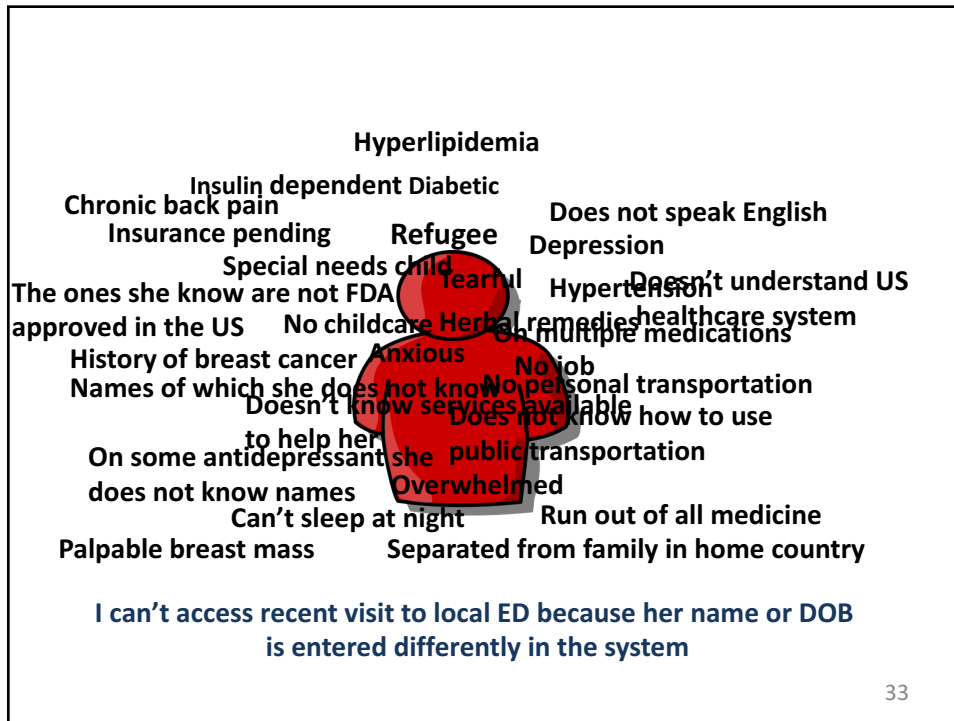 Hyperlipidemia
Insulin dependent Diabetic
Chronic back pain
Does not speak English
Insurance pending
Refugee
Depression
Special needs child
Tearful
Doesn't understand US
healthcare system
Hypertension
The ones she know are not FDA
approved in the US
No childcare
Herbal remedies
On multiple medications
History of breast cancer
Anxious
No job
Names of which she does not know
No personal transportation
Doesn't know services available
to help her
Does not know how to use
public transportation
On some antidepressant she
does not know names
Overwhelmed
Can't sleep at night
Run out of all medicine
Palpable breast mass
Separated from family in home country
I can't access recent visit to local ED because her name or DOB
is entered differently in the system
33